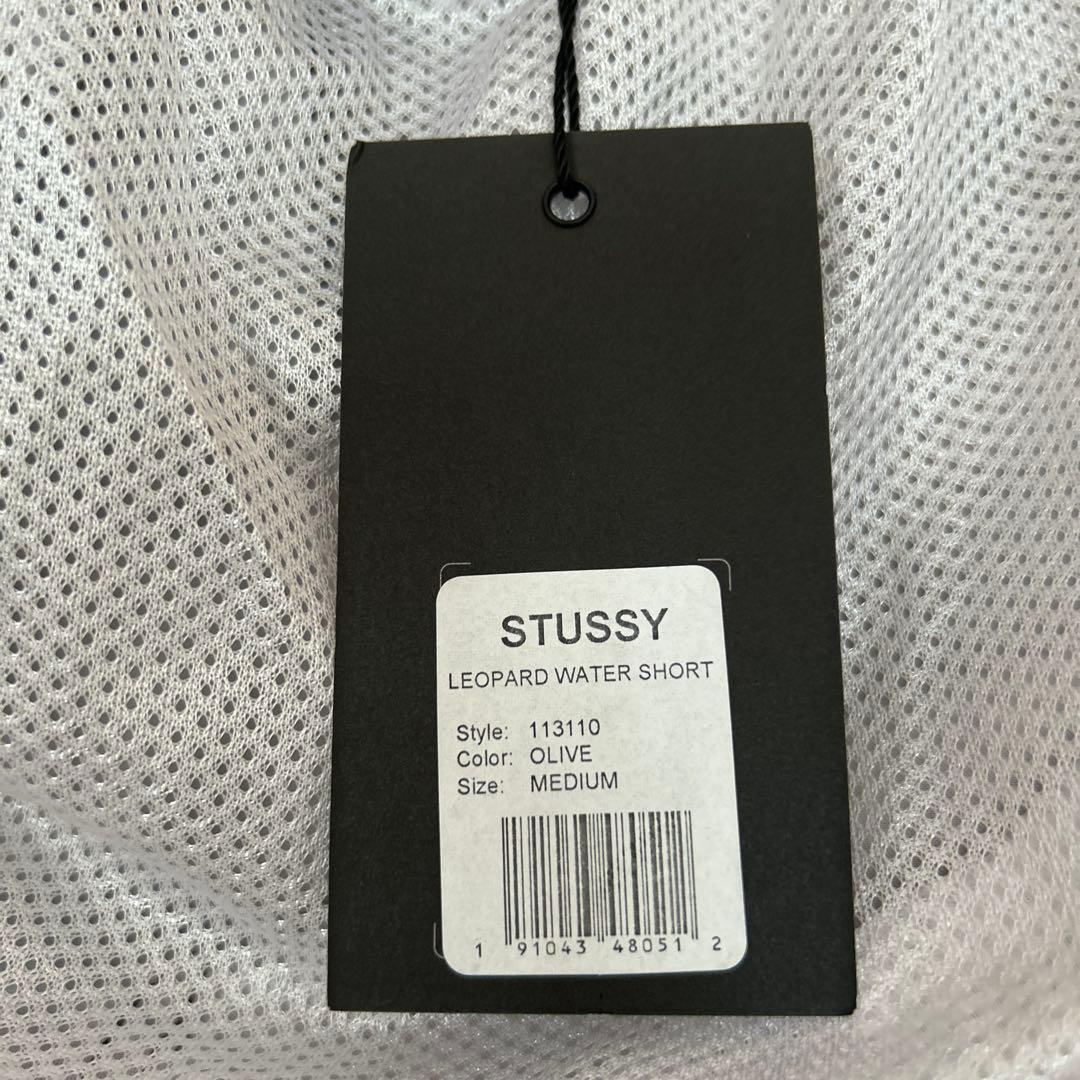 STUSSY
LEOPARD WATER SHORT
Style: 113110
Color: OLIVE
Size: MEDIUM
1 91043 48051 2